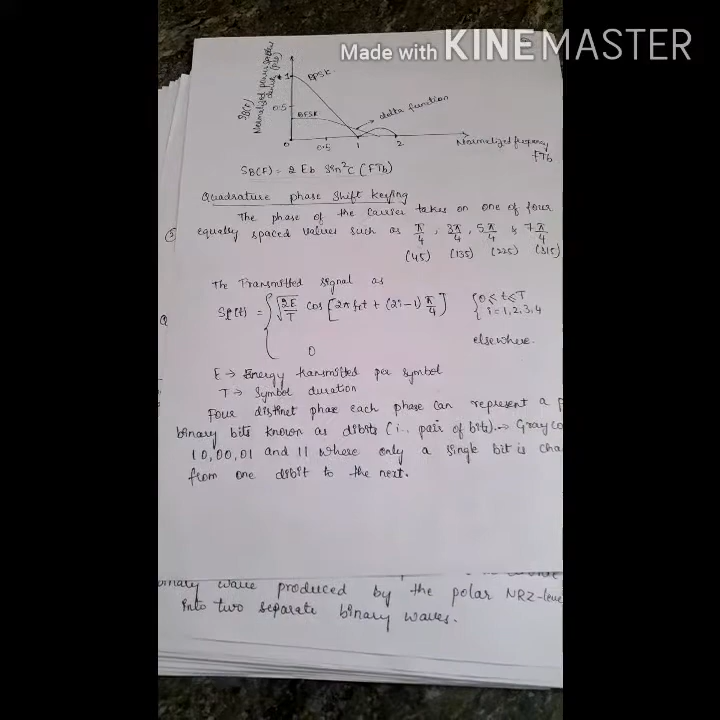 Made with KINEMASTER
SB(F)
Normalized power spectral density (PSD)
1
BPSK.
0.5
BFSK
delta function
0 0.5 1 2
Normalized frequency
FTb
SB(F) = 2 Eb Sin²c (FTb)
Quadrature phase Shift Keying
The phase of the carrier takes on one of four
equally spaced values such as π/4, 3π/4, 5π/4 & 7π/4
(45) (135) (225) (315)
The Transmitted signal as
Si(t) = { √2E/T cos [2π fct + (2i-1) π/4] { 0 ≤ t ≤ T
i = 1,2,3,4
0 elsewhere.
E → Energy transmitted per symbol
T → Symbol duration
Four distinct phase each phase can represent a p
binary bits known as dibits (i., pair of bits). → Gray co
10, 00, 01 and 11 where only a single bit is cha
from one dibit to the next.
binary wave produced by the polar NRZ-leve
into two separate binary waves.